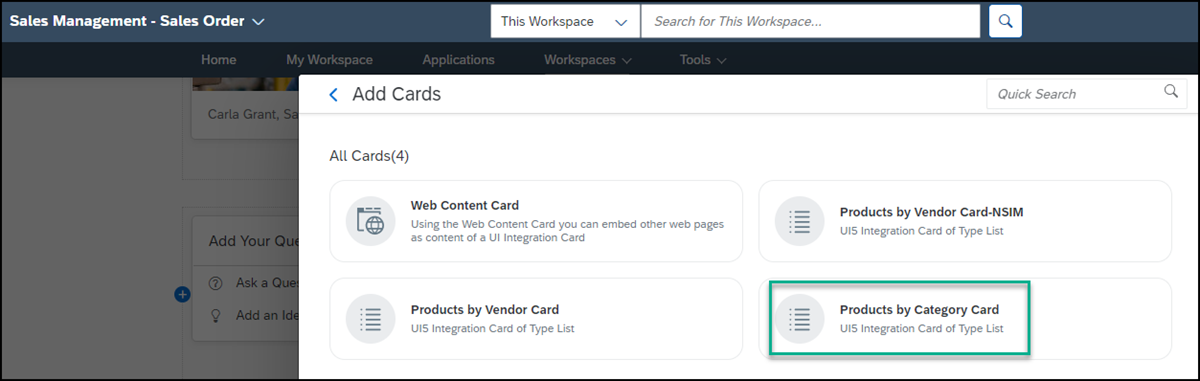 Sales Management - Sales Order
This Workspace
Search for This Workspace...
Home
My Workspace
Applications
Workspaces
Tools
Carla Grant, Sa
Add Cards
Quick Search
All Cards(4)
Web Content Card
Using the Web Content Card you can embed other web pages
as content of a UI Integration Card
Products by Vendor Card-NSIM
UI5 Integration Card of Type List
Add Your Que
Ask a Ques
Add an Ide
Products by Vendor Card
UI5 Integration Card of Type List
Products by Category Card
UI5 Integration Card of Type List